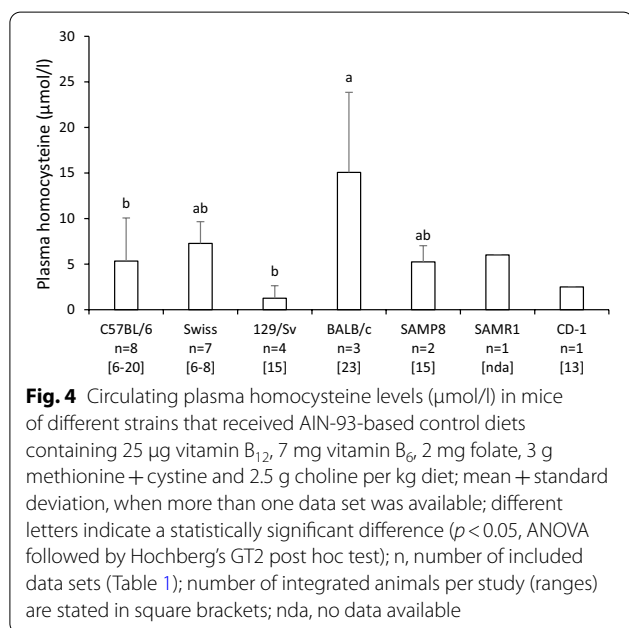 30
25
20
15
10
5
0
Plasma homocysteine (µmol/l)
b
ab
b
a
ab
C57BL/6 Swiss 129/Sv BALB/c SAMP8 SAMR1 CD-1
n=8 n=7 n=4 n=3 n=2 n=1 n=1
[6-20] [6-8] [15] [23] [15] [nda] [13]
Fig. 4 Circulating plasma homocysteine levels (µmol/l) in mice
of different strains that received AIN-93-based control diets
containing 25 µg vitamin B₁₂, 7 mg vitamin B₆, 2 mg folate, 3 g
methionine + cystine and 2.5 g choline per kg diet; mean + standard
deviation, when more than one data set was available; different
letters indicate a statistically significant difference (p < 0.05, ANOVA
followed by Hochberg's GT2 post hoc test); n, number of included
data sets (Table 1); number of integrated animals per study (ranges)
are stated in square brackets; nda, no data available